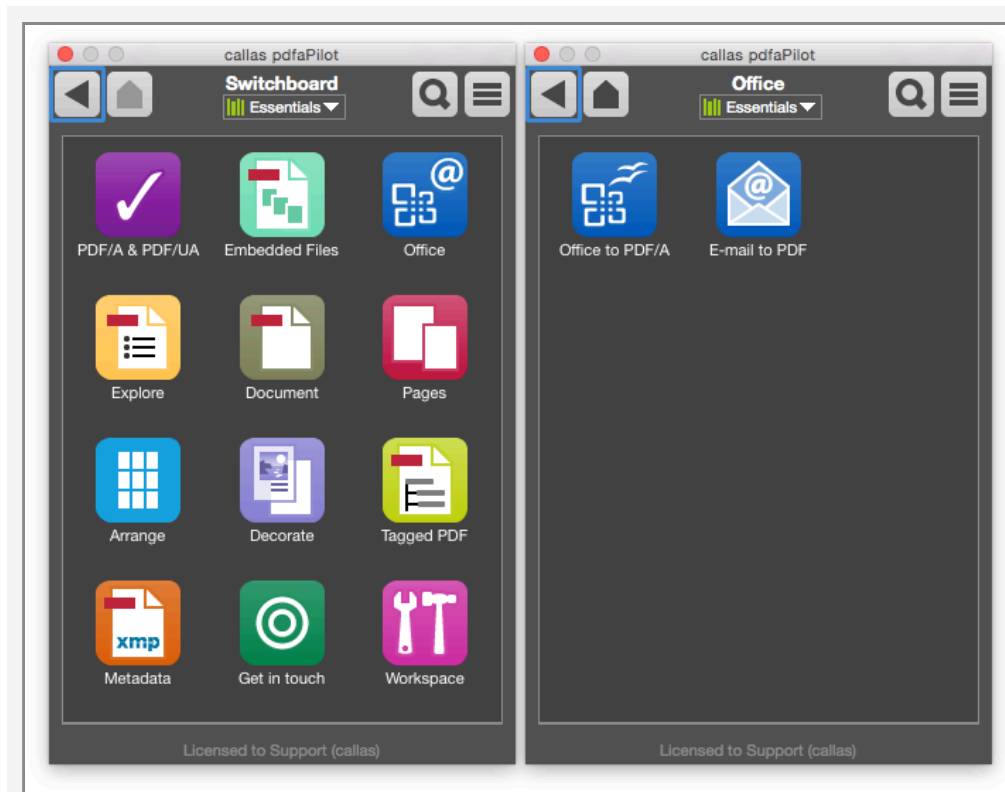 callas pdfaPilot
Switchboard
Essentials
PDF/A & PDF/UA
Embedded Files
@
Office
Explore
Document
Pages
Arrange
Decorate
Tagged PDF
xmp
Metadata
Get in touch
Workspace
Licensed to Support (callas)
callas pdfaPilot
Office
Essentials
Office to PDF/A
@
E-mail to PDF
Licensed to Support (callas)